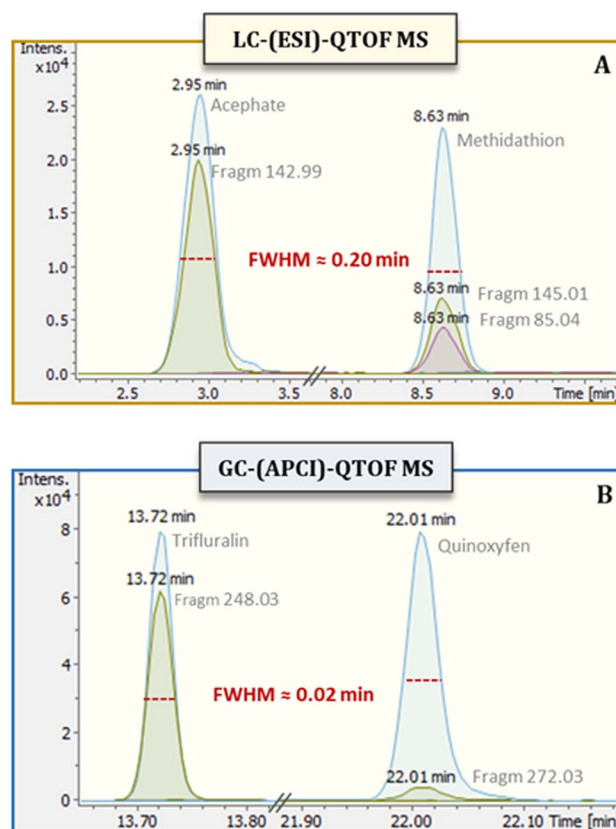 LC-(ESI)-QTOF MS
A
Intens.
x10⁴
2.5
2.0
1.5
1.0
0.5
0.0
2.95 min
Acephate
2.95 min
Fragm 142.99
FWHM ≈ 0.20 min
8.63 min
Methidathion
8.63 min
Fragm 145.01
8.63 min
Fragm 85.04
2.5 3.0 3.5 8.0 8.5 9.0 Time [min]
GC-(APCI)-QTOF MS
B
Intens.
x10⁴
8
6
4
2
0
13.72 min
Trifluralin
13.72 min
Fragm 248.03
FWHM ≈ 0.02 min
22.01 min
Quinoxyfen
22.01 min
Fragm 272.03
13.70 13.80 21.90 22.00 22.10 Time [min]